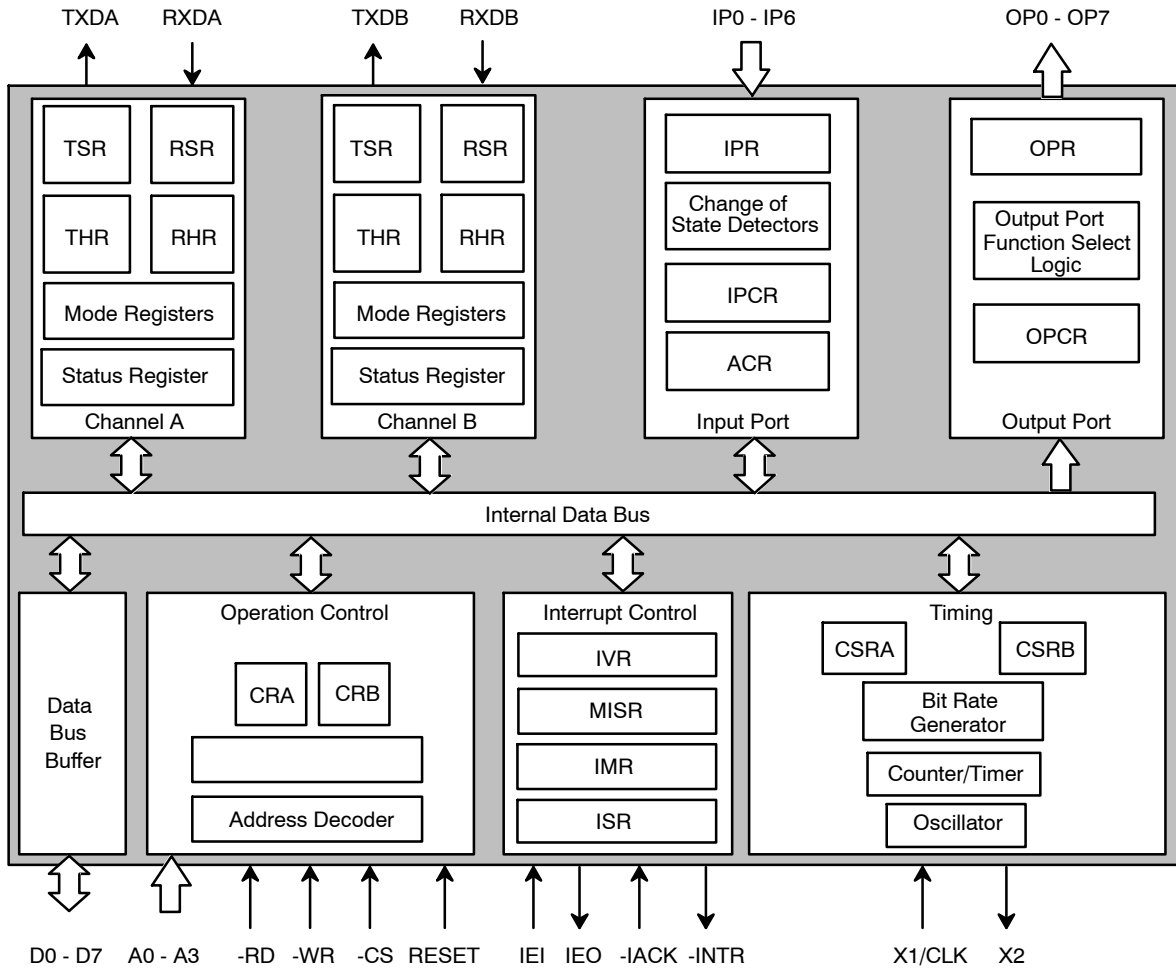 TXDA RXDA TXDB RXDB IP0 - IP6 OP0 - OP7
TSR RSR
THR RHR
Mode Registers
Status Register
Channel A
TSR RSR
THR RHR
Mode Registers
Status Register
Channel B
IPR
Change of
State Detectors
IPCR
ACR
Input Port
OPR
Output Port
Function Select
Logic
OPCR
Output Port
Internal Data Bus
Data
Bus
Buffer
Operation Control
CRA CRB
Address Decoder
Interrupt Control
IVR
MISR
IMR
ISR
Timing
CSRA CSRB
Bit Rate
Generator
Counter/Timer
Oscillator
D0 - D7 A0 - A3 -RD -WR -CS RESET IEI IEO -IACK -INTR X1/CLK X2